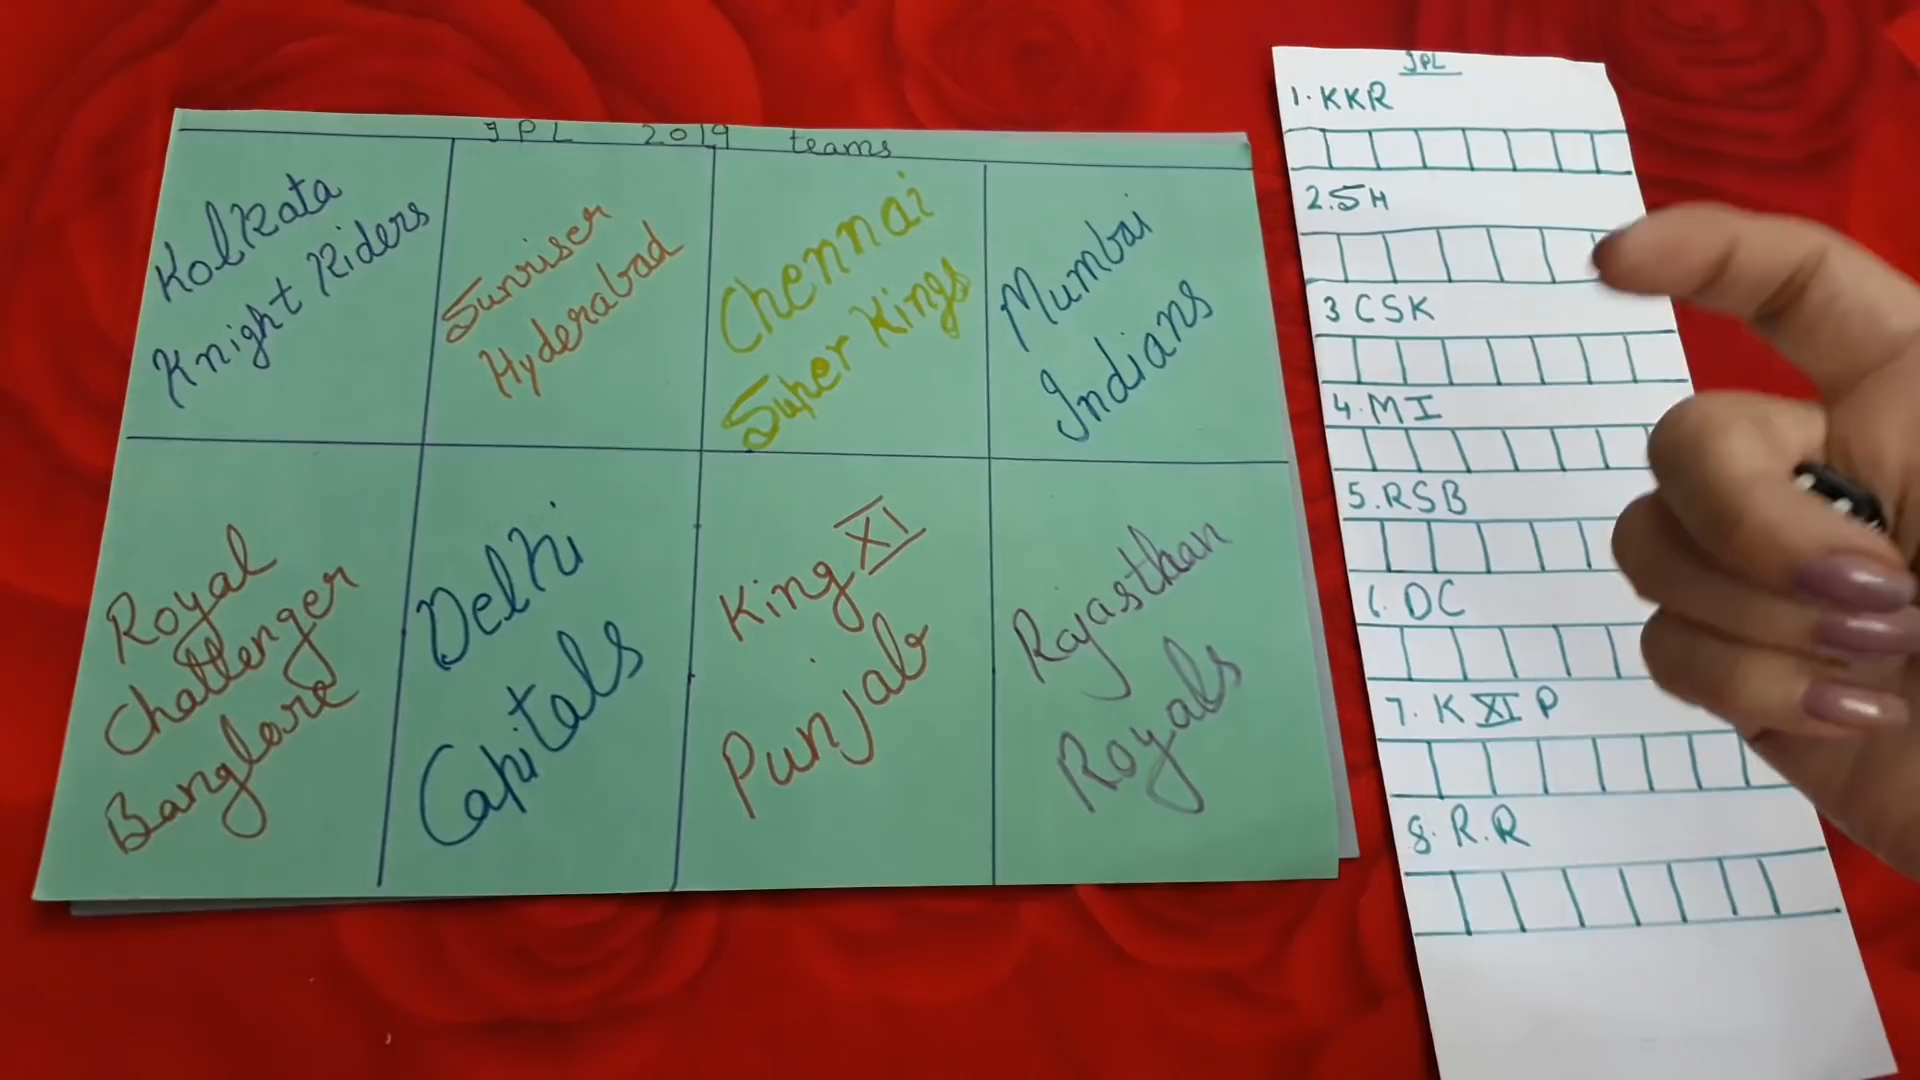 IPL 2019 teams
Kolkata
Knight Riders
Sunriser
Hyderabad
Chennai
Super Kings
Mumbai
Indians
Royal
Challenger
Banglore
Delhi
Capitals
King XI
Punjab
Rajasthan
Royals
IPL
1. KKR
2. SH
3 CSK
4. MI
5. RSB
6. DC
7. K XI P
8. R.R